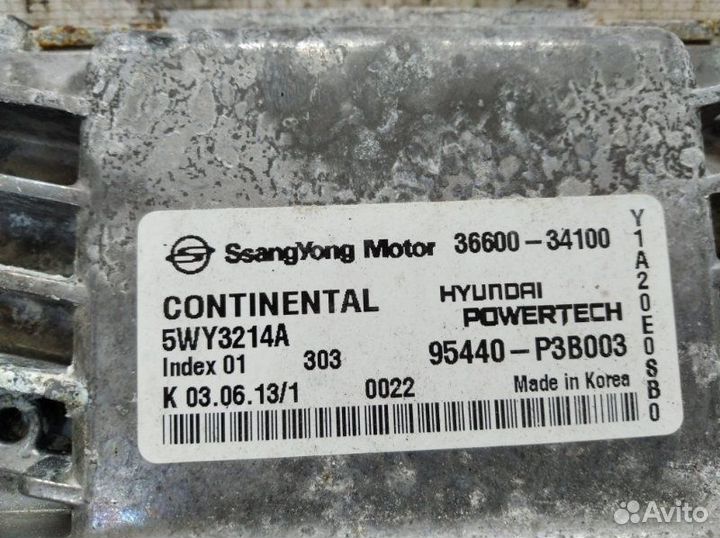 SsangYong Motor 36600-34100
CONTINENTAL HYUNDAI
POWERTECH
5WY3214A
Index 01 303 95440-P3B003
K 03.06.13/1 0022 Made in Korea
Y1A20E0SB0
Avito